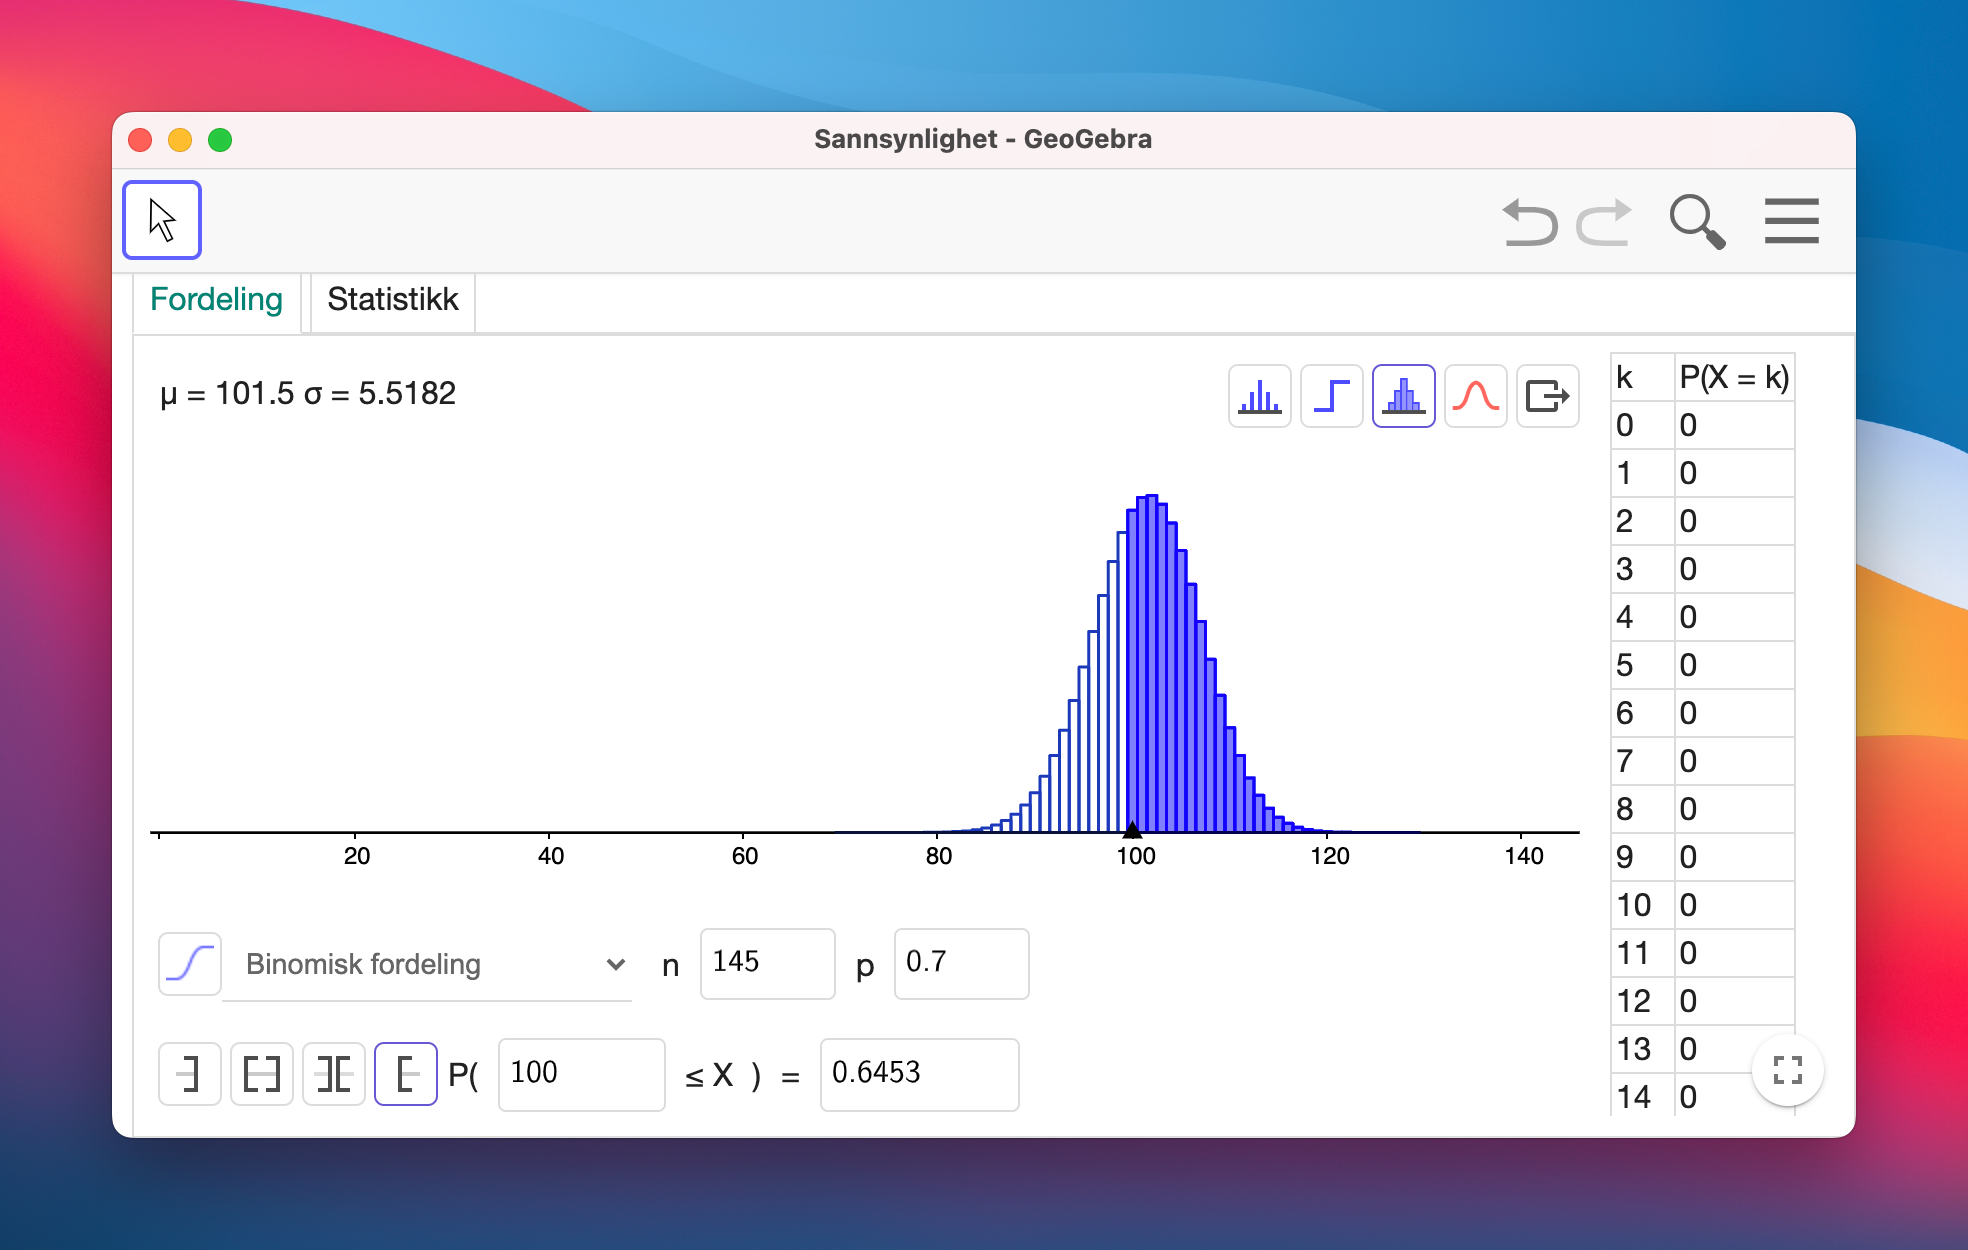 Sannsynlighet - GeoGebra
Fordeling Statistikk
μ = 101.5 σ = 5.5182
20 40 60 80 100 120 140
Binomisk fordeling n 145 p 0.7
P( 100 ≤ X ) = 0.6453
k P(X = k)
0 0
1 0
2 0
3 0
4 0
5 0
6 0
7 0
8 0
9 0
10 0
11 0
12 0
13 0
14 0